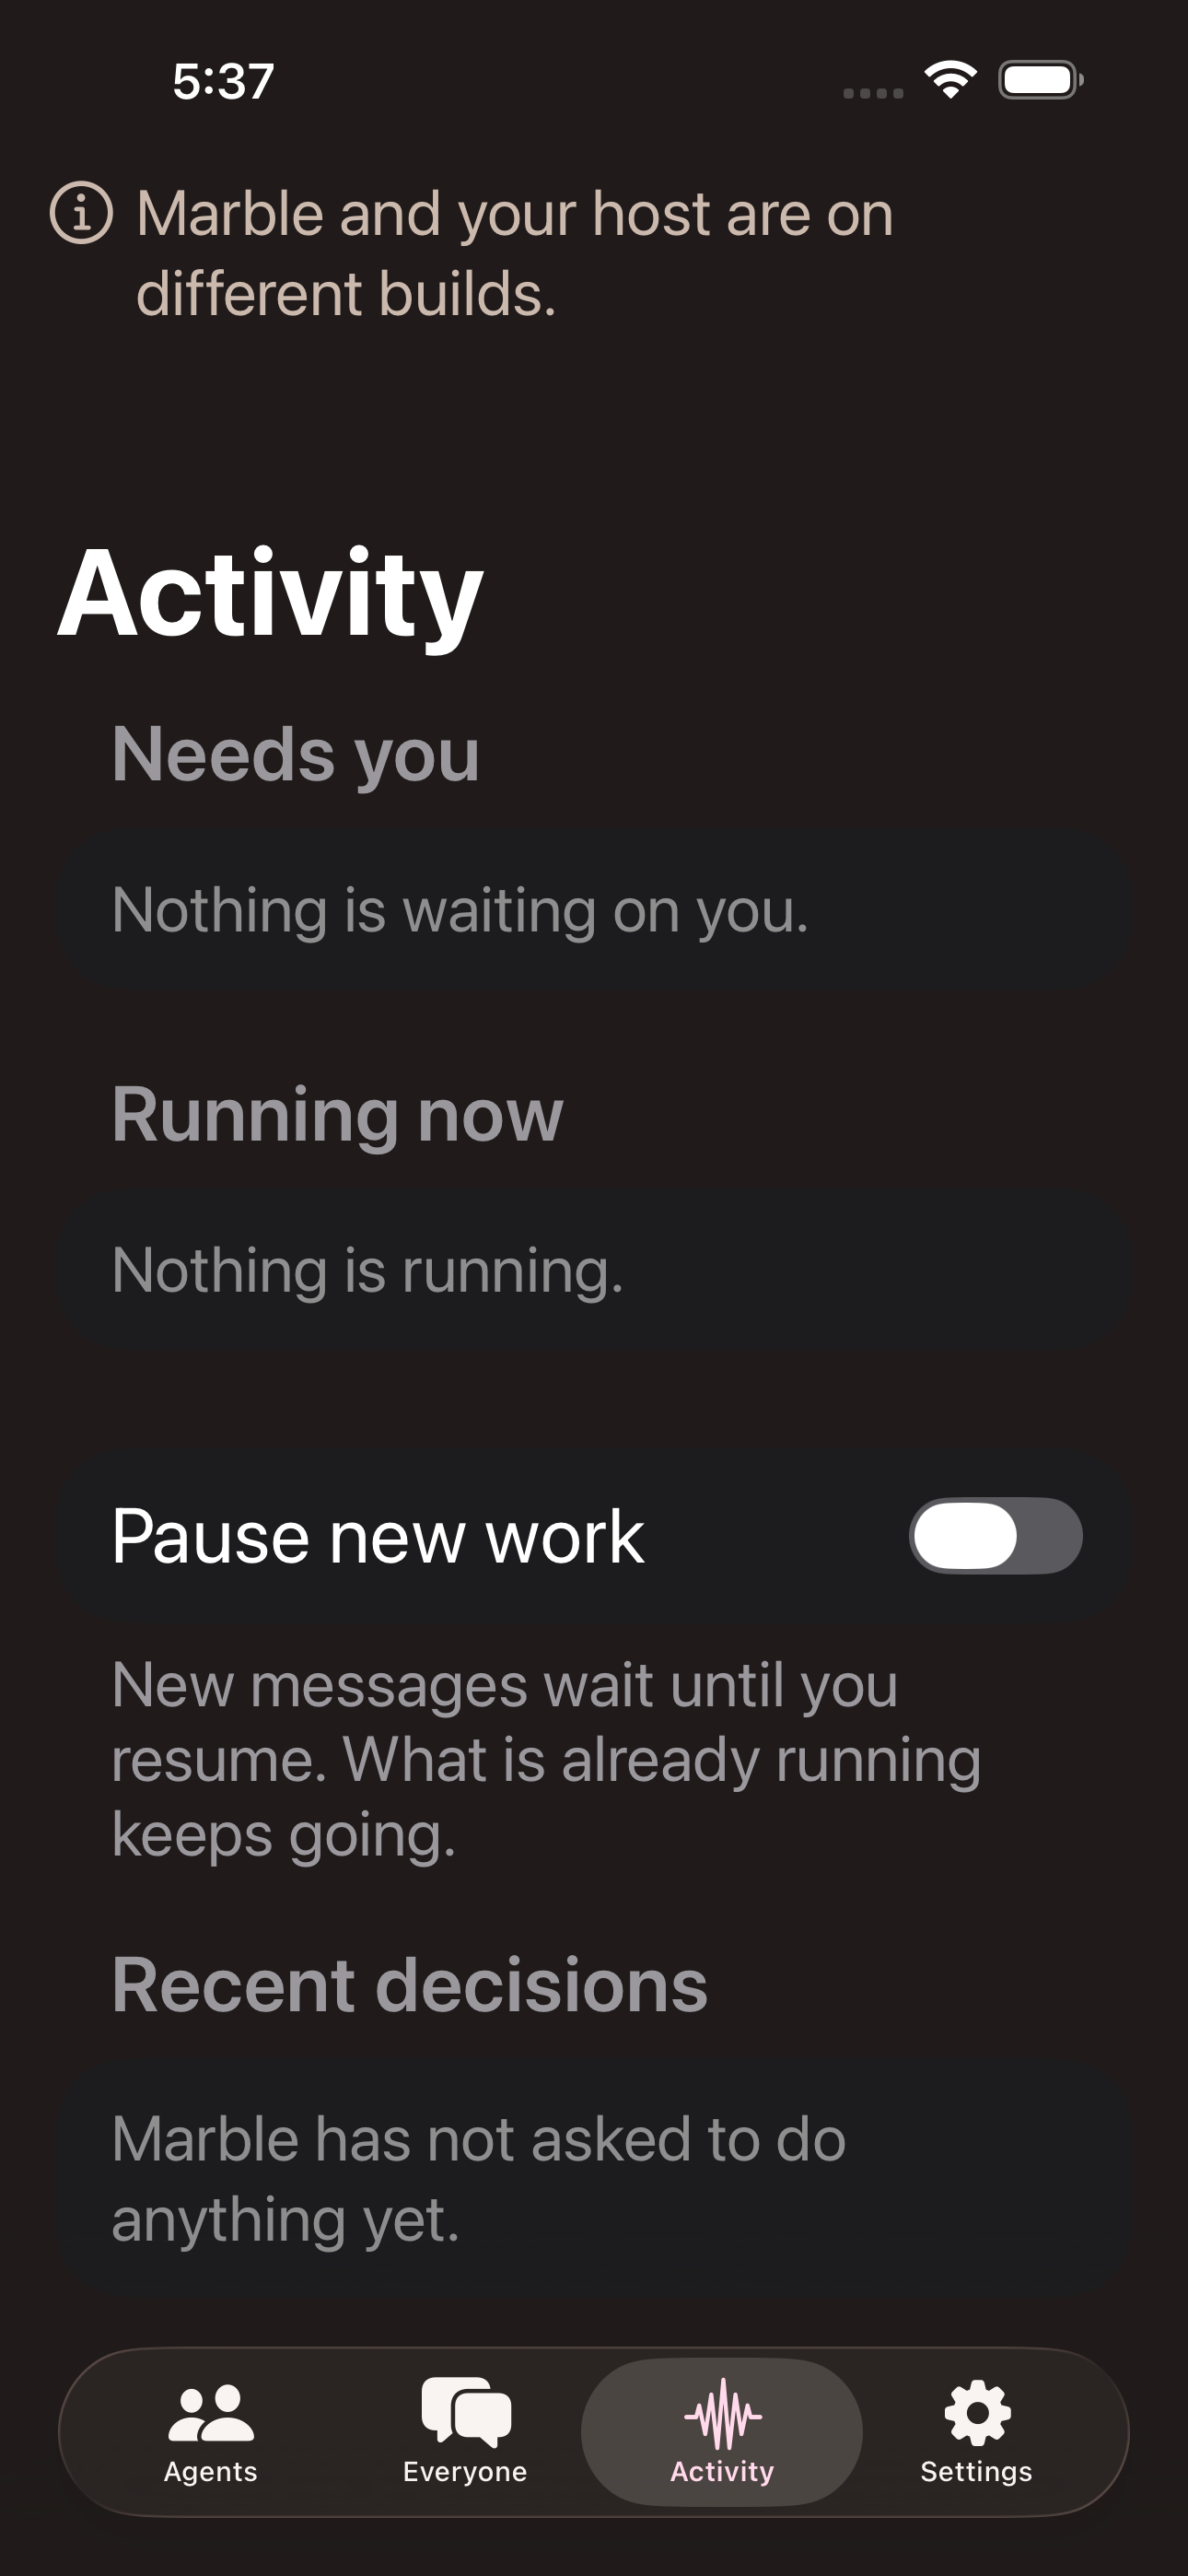 5:37
Marble and your host are on
different builds.
Activity
Needs you
Nothing is waiting on you.
Running now
Nothing is running.
Pause new work
New messages wait until you
resume. What is already running
keeps going.
Recent decisions
Marble has not asked to do
anything yet.
Agents
Everyone
Activity
Settings